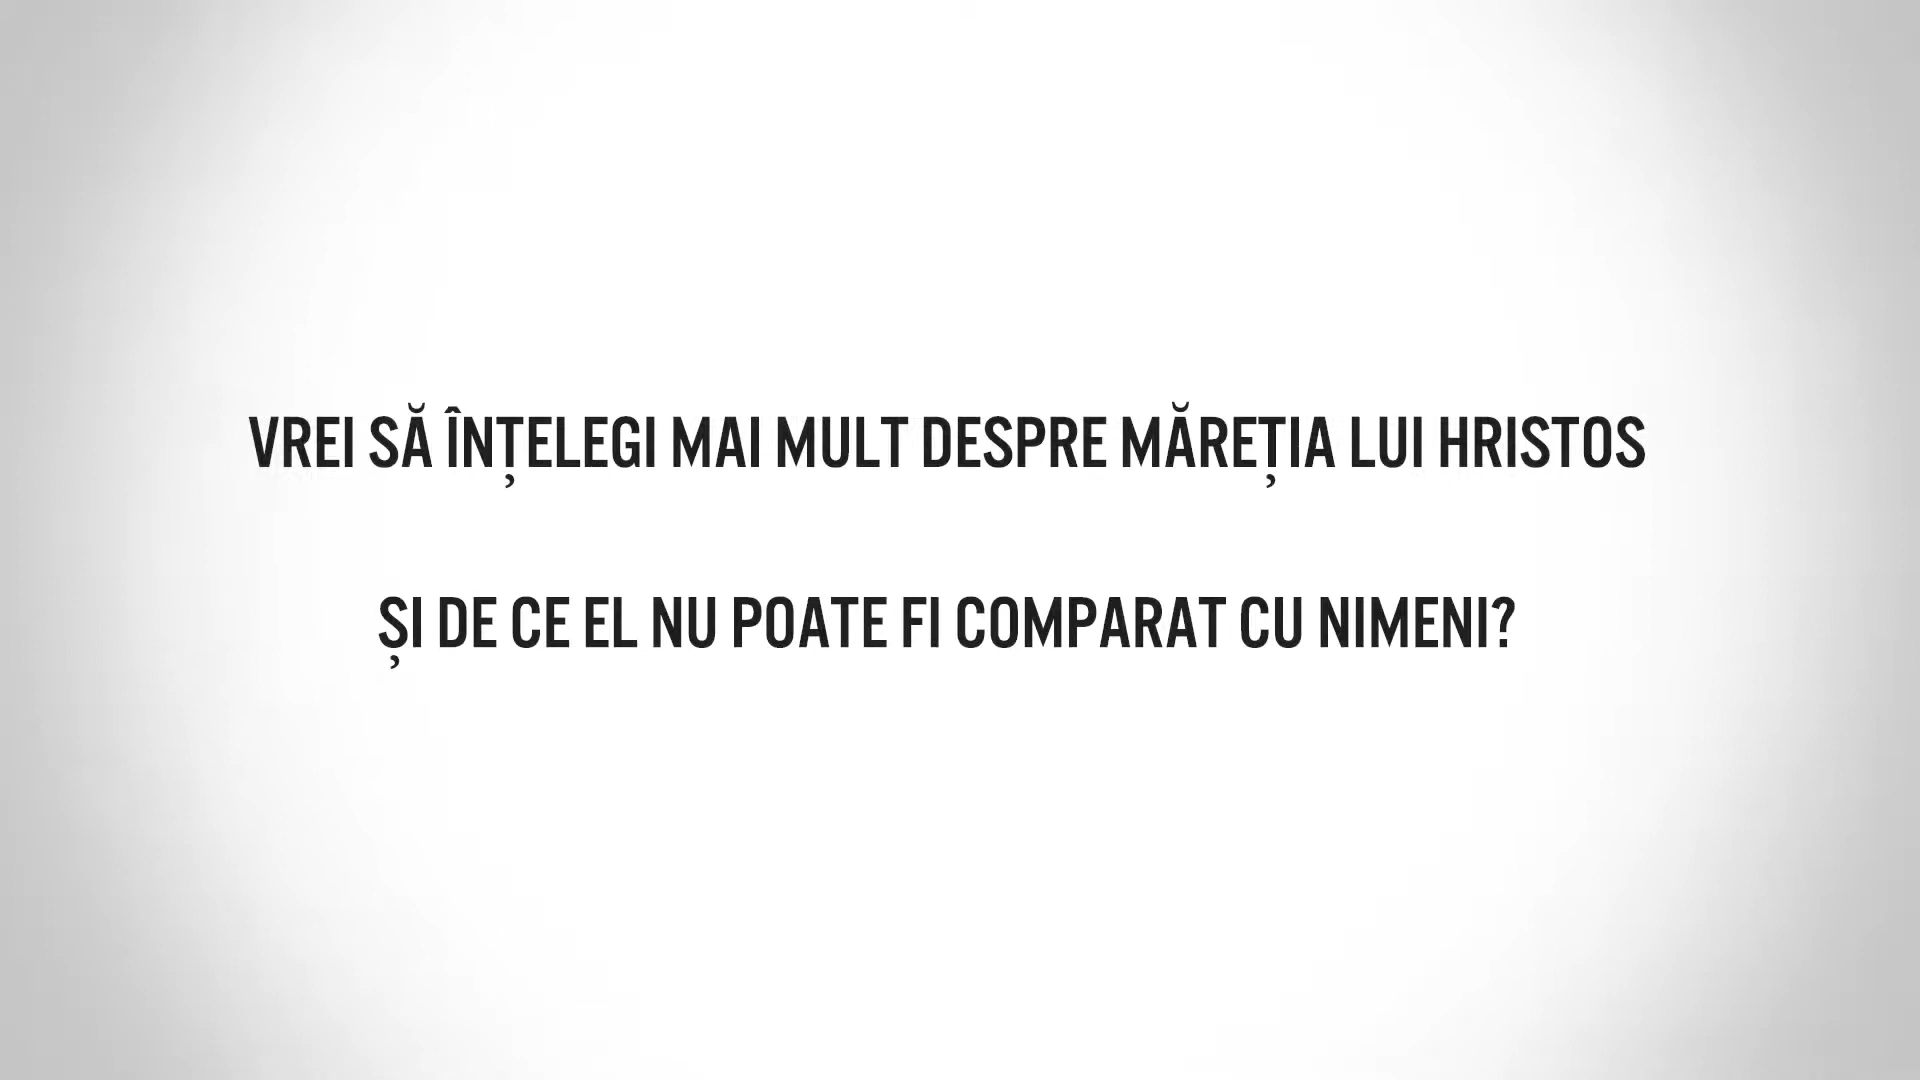 VREI SĂ ÎNȚELEGI MAI MULT DESPRE MĂREȚIA LUI HRISTOS
ȘI DE CE EL NU POATE FI COMPARAT CU NIMENI?